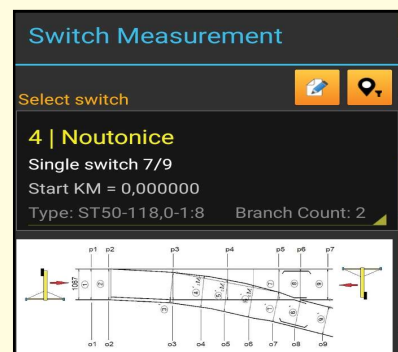 Switch Measurement
Select switch
4 | Noutonice
Single switch 7/9
Start KM = 0,000000
Type: ST50-118,0-1:8 Branch Count: 2
p1 p2 p3 p4 p5 p6 p7
1067
o1 o2 o3 o4 o5 o6 o7 o8 o9